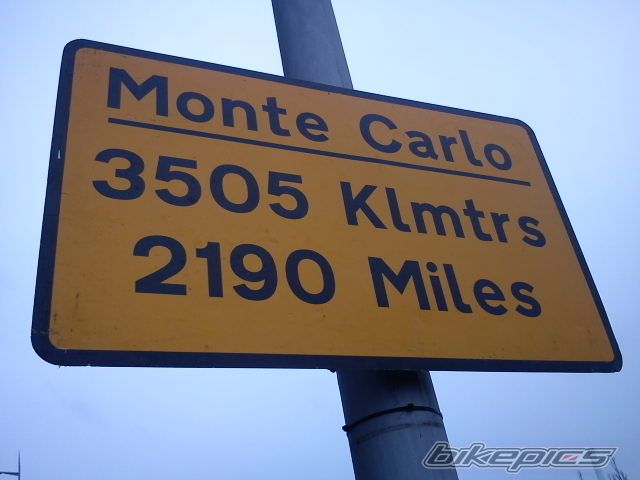 Monte Carlo
3505 Klmtrs
2190 Miles
bikepics